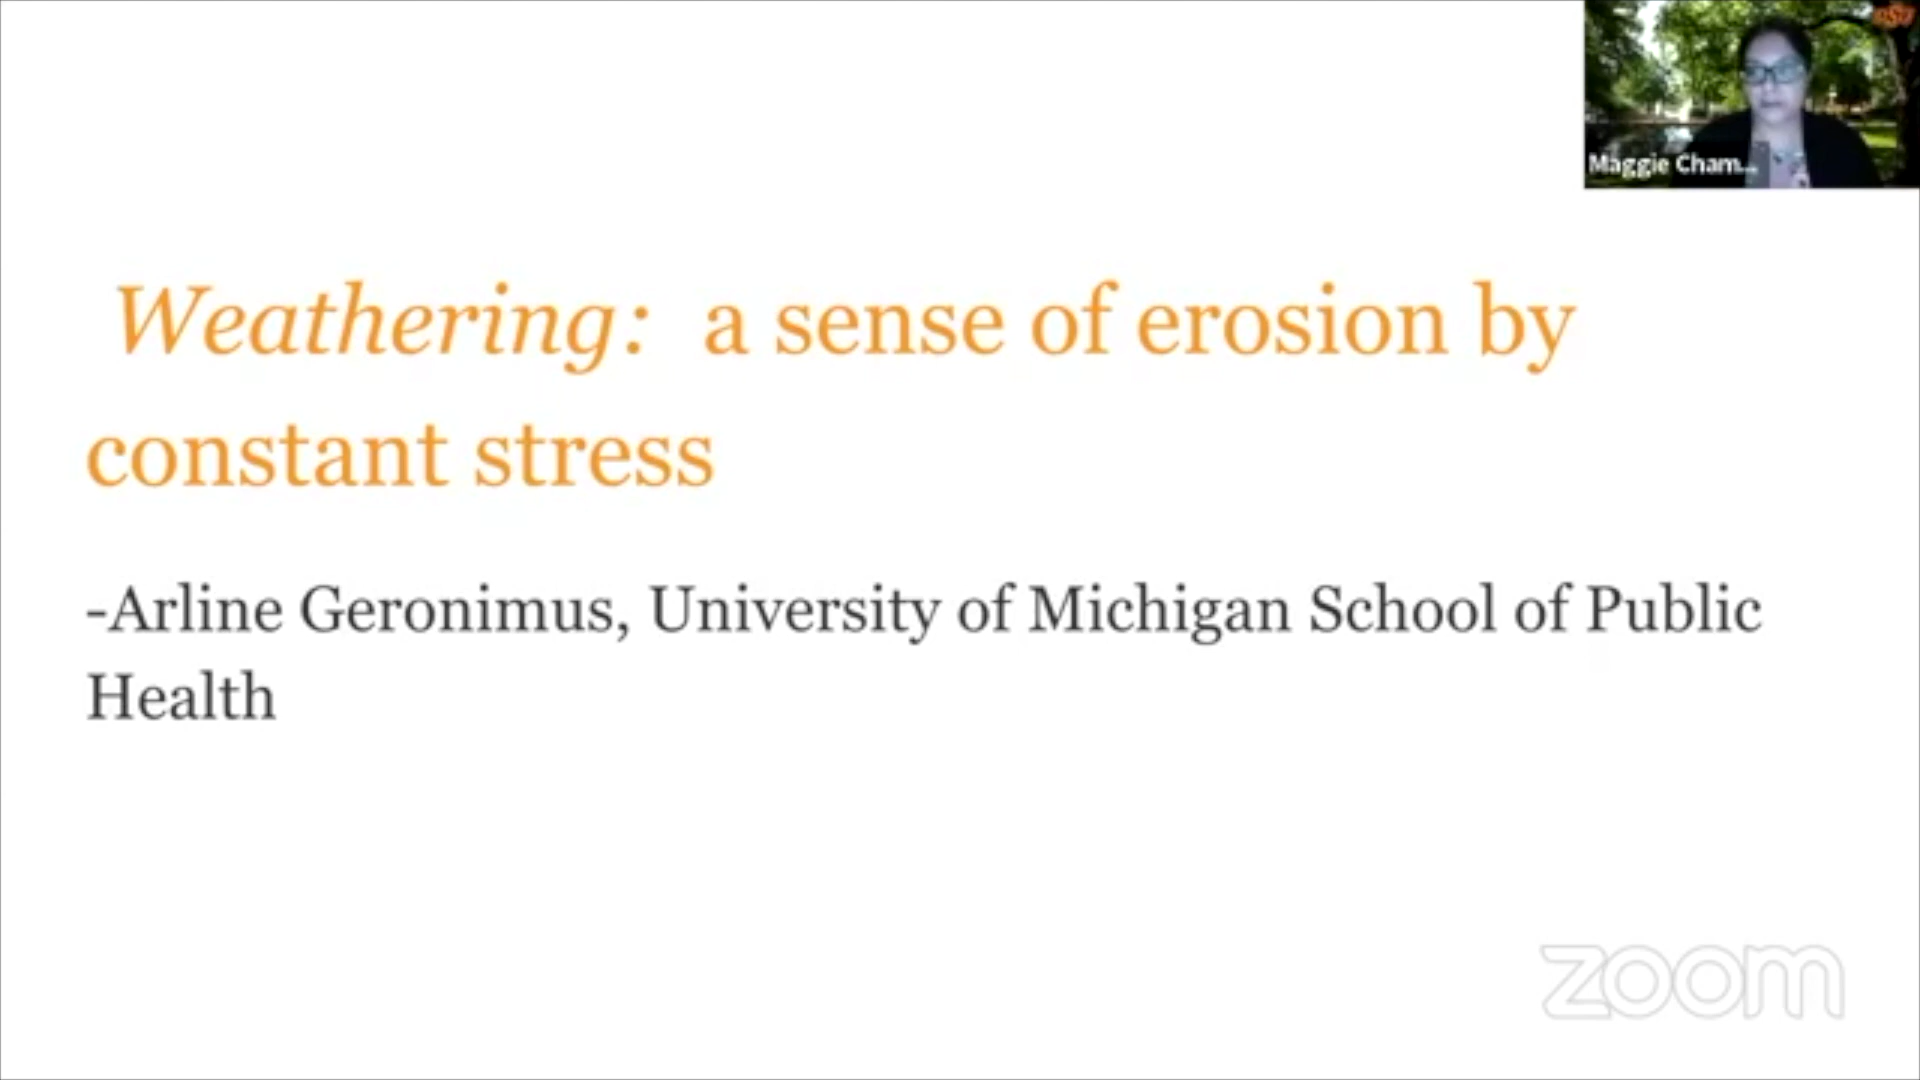 OSU
Maggie Cham...
Weathering: a sense of erosion by
constant stress
-Arline Geronimus, University of Michigan School of Public
Health
zoom